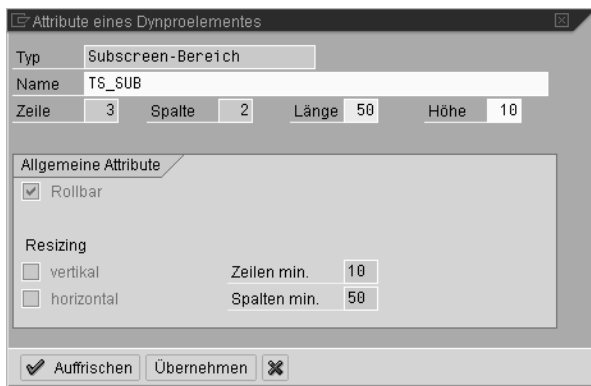 Attribute eines Dynproelementes
Typ Subscreen-Bereich
Name TS_SUB
Zeile 3 Spalte 2 Länge 50 Höhe 10
Allgemeine Attribute
Rollbar
Resizing
vertikal Zeilen min. 10
horizontal Spalten min. 50
Auffrischen Übernehmen